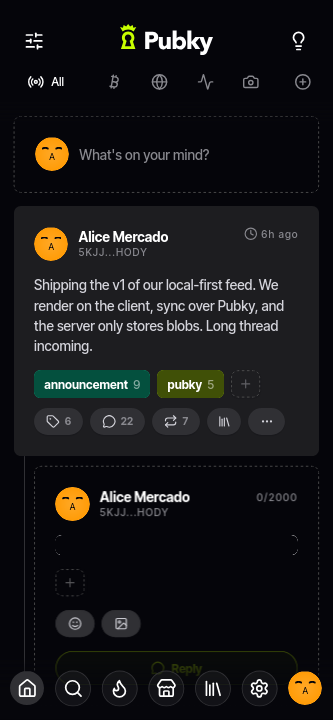 Pubky
All
What's on your mind?
Alice Mercado
6h ago
5KJJ...HODY
Shipping the v1 of our local-first feed. We
render on the client, sync over Pubky, and
the server only stores blobs. Long thread
incoming.
announcement 9
pubky 5
6
22
7
Alice Mercado
0/2000
5KJJ...HODY
Reply